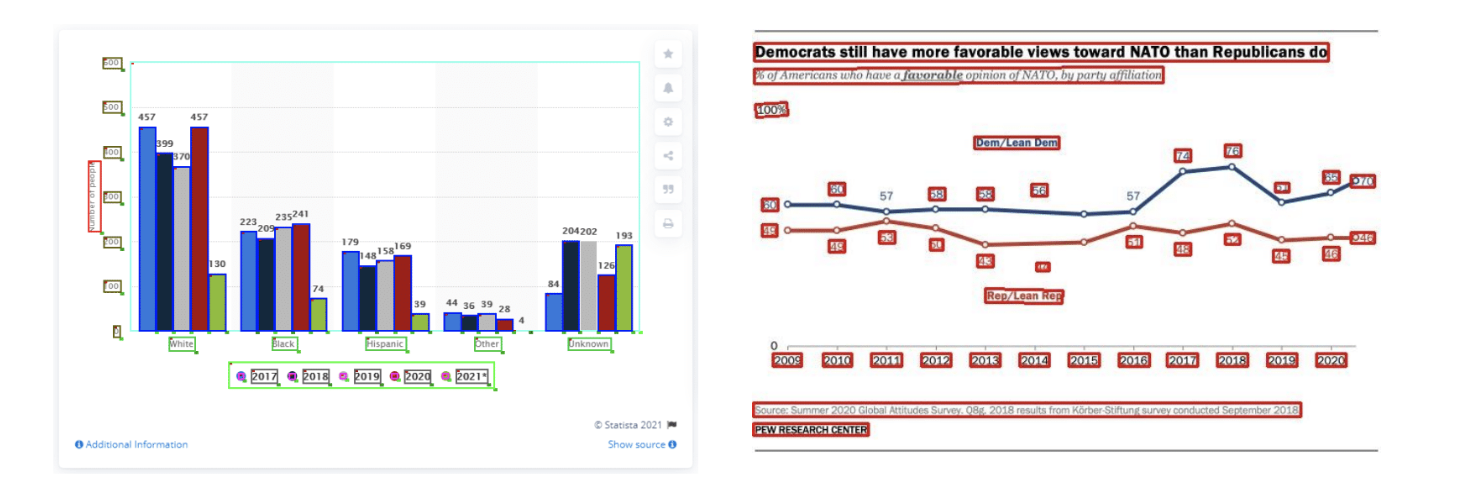 600
500
400
300
200
100
0
Number of people
457 399 370 457 130
223 209 235 241 74
179 148 158 169 39
44 36 39 28 4
84 204 202 126 193
White Black Hispanic Other Unknown
2017 2018 2019 2020 2021*
© Statista 2021
Additional Information
Show source
Democrats still have more favorable views toward NATO than Republicans do
% of Americans who have a favorable opinion of NATO, by party affiliation
100%
Dem/Lean Dem
60 60 57 58 58 56 57 74 76 65 70
49 49 53 50 43 51 48 52 45 46 46
Rep/Lean Rep
0
2009 2010 2011 2012 2013 2014 2015 2016 2017 2018 2019 2020
Source: Summer 2020 Global Attitudes Survey. Q8g. 2018 results from Körber-Stiftung survey conducted September 2018
PEW RESEARCH CENTER